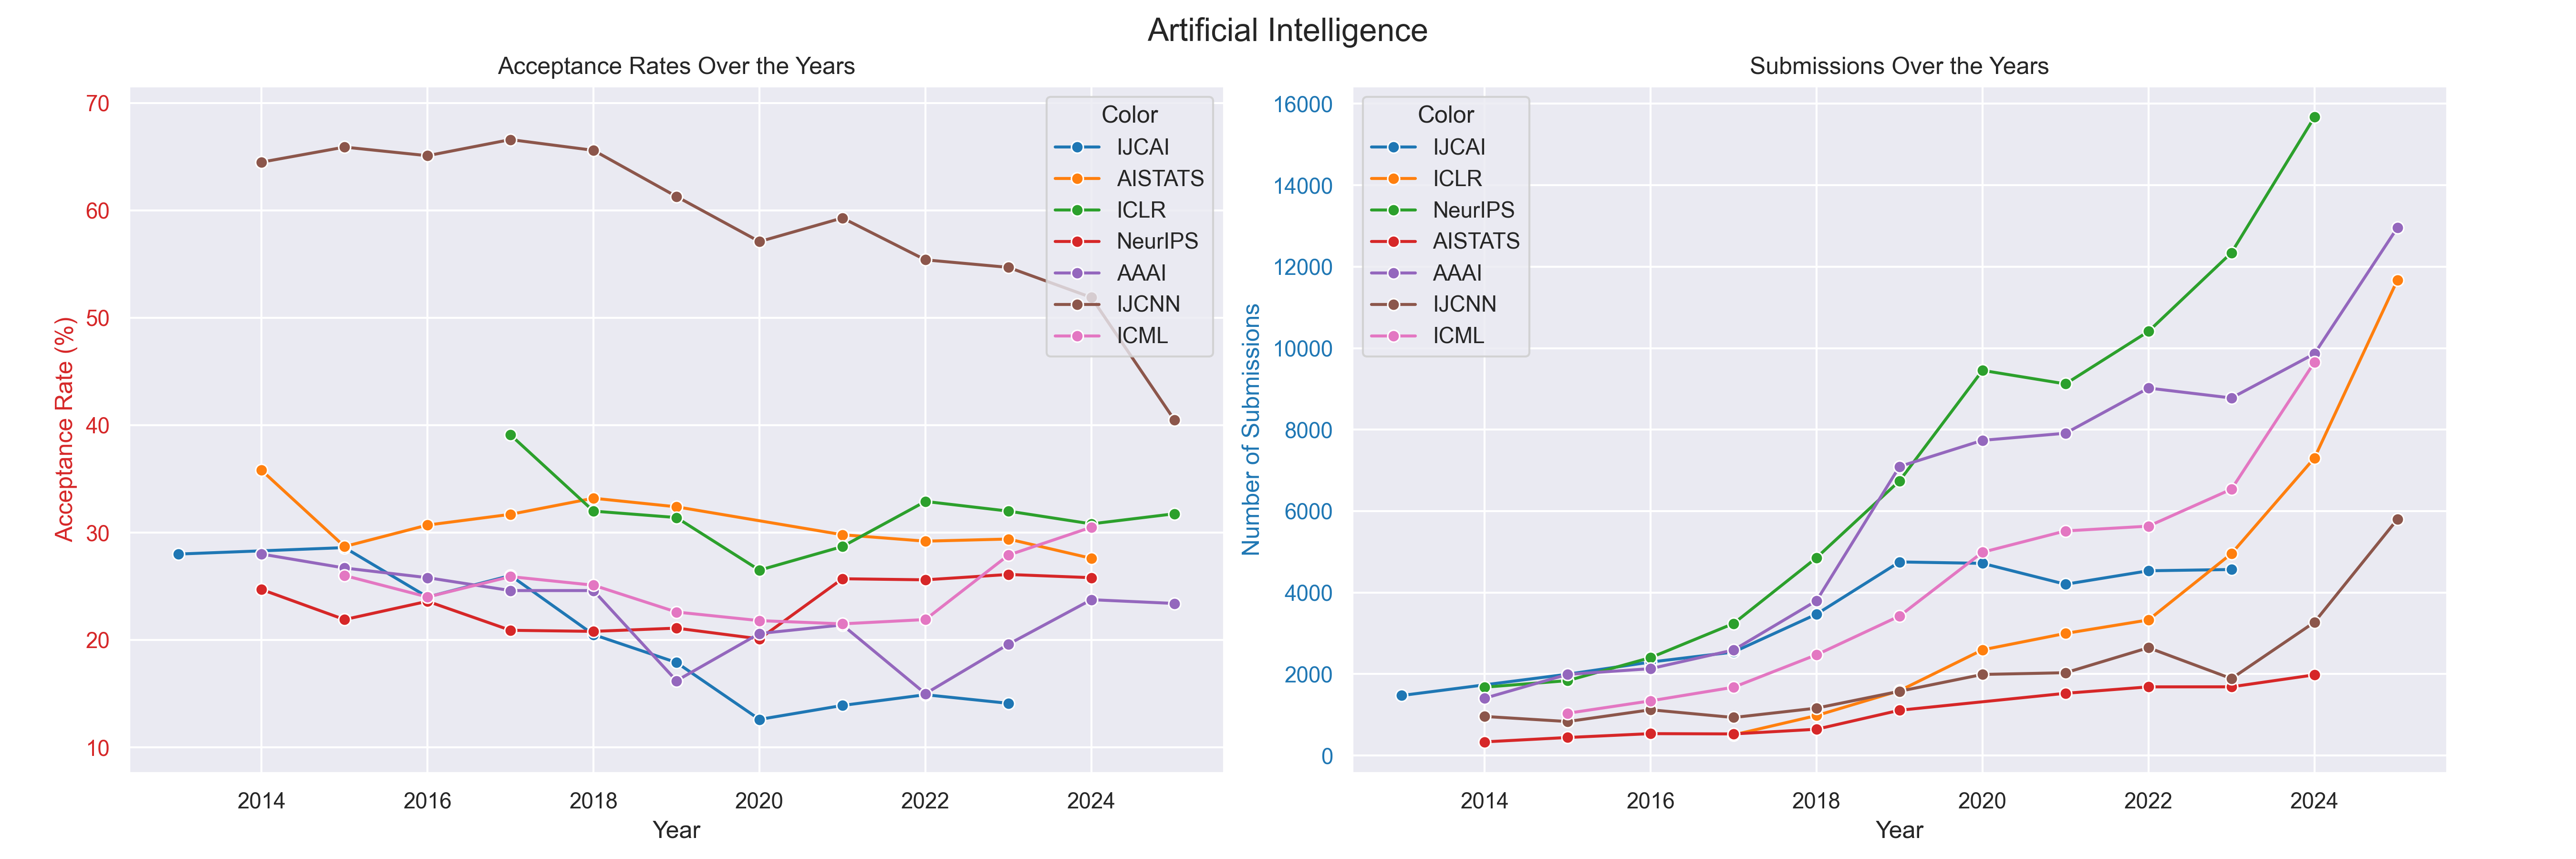 Artificial Intelligence
Acceptance Rates Over the Years
Acceptance Rate (%)
70
60
50
40
30
20
10
2014
2016
2018
2020
2022
2024
Year
Color
IJCAI
AISTATS
ICLR
NeurIPS
AAAI
IJCNN
ICML
Submissions Over the Years
Number of Submissions
16000
14000
12000
10000
8000
6000
4000
2000
0
2014
2016
2018
2020
2022
2024
Year
Color
IJCAI
ICLR
NeurIPS
AISTATS
AAAI
IJCNN
ICML